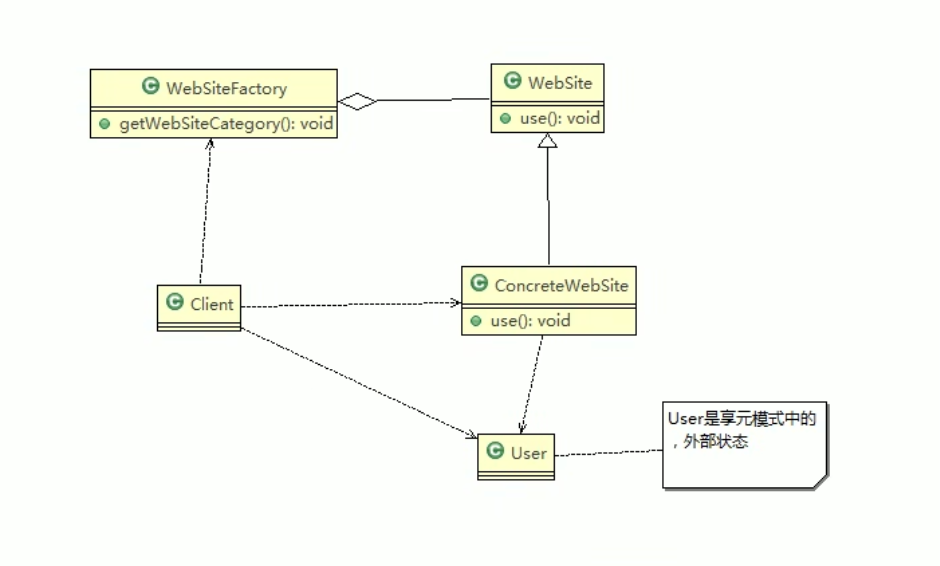 WebSiteFactory
getWebSiteCategory(): void
WebSite
use(): void
Client
ConcreteWebSite
use(): void
User
User是享元模式中的
，外部状态